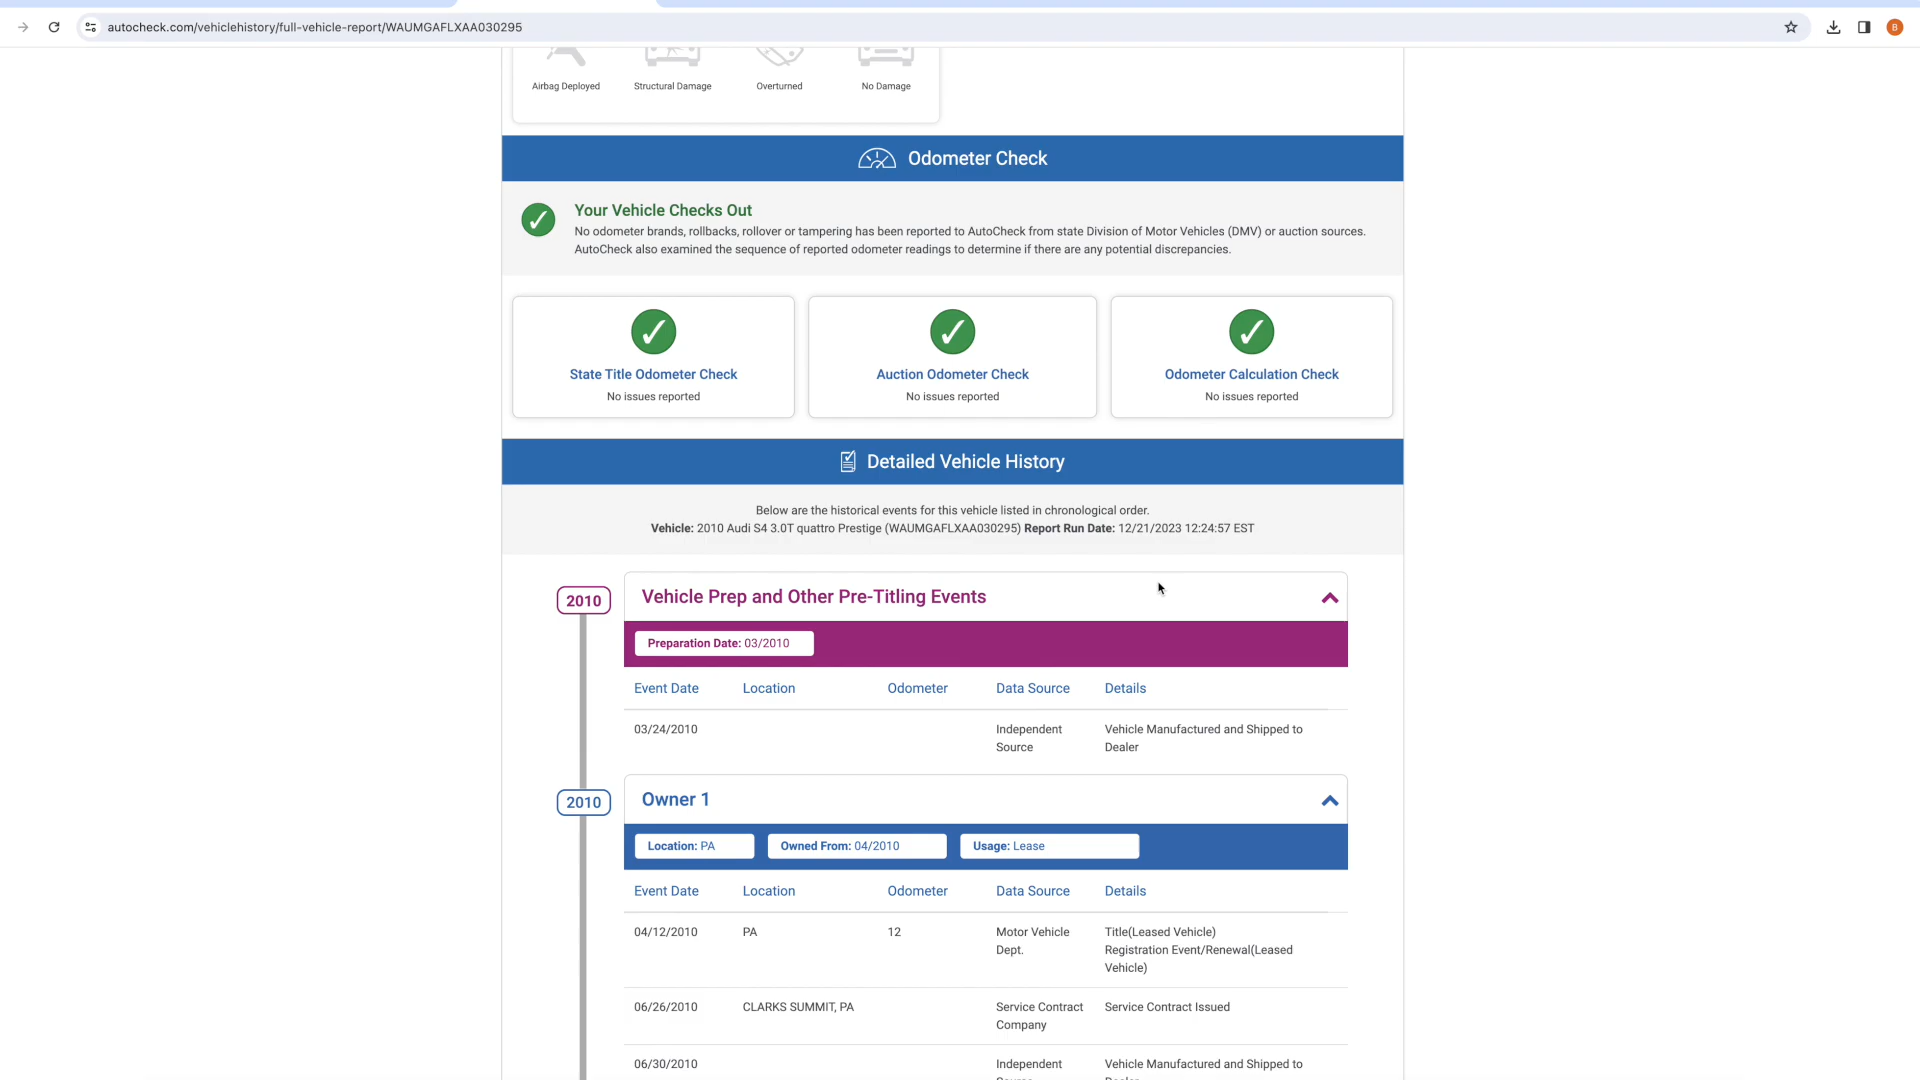 autocheck.com/vehiclehistory/full-vehicle-report/WAUMGAFLXAA030295
B
Airbag Deployed
Structural Damage
Overturned
No Damage
Odometer Check
Your Vehicle Checks Out
No odometer brands, rollbacks, rollover or tampering has been reported to AutoCheck from state Division of Motor Vehicles (DMV) or auction sources.
AutoCheck also examined the sequence of reported odometer readings to determine if there are any potential discrepancies.
State Title Odometer Check
No issues reported
Auction Odometer Check
No issues reported
Odometer Calculation Check
No issues reported
Detailed Vehicle History
Below are the historical events for this vehicle listed in chronological order.
Vehicle: 2010 Audi S4 3.0T quattro Prestige (WAUMGAFLXAA030295) Report Run Date: 12/21/2023 12:24:57 EST
2010
Vehicle Prep and Other Pre-Titling Events
Preparation Date: 03/2010
Event Date Location Odometer Data Source Details
03/24/2010 Independent Vehicle Manufactured and Shipped to
Source Dealer
2010
Owner 1
Location: PA Owned From: 04/2010 Usage: Lease
Event Date Location Odometer Data Source Details
04/12/2010 PA 12 Motor Vehicle Title(Leased Vehicle)
Dept. Registration Event/Renewal(Leased
Vehicle)
06/26/2010 CLARKS SUMMIT, PA Service Contract Service Contract Issued
Company
06/30/2010 Independent Vehicle Manufactured and Shipped to